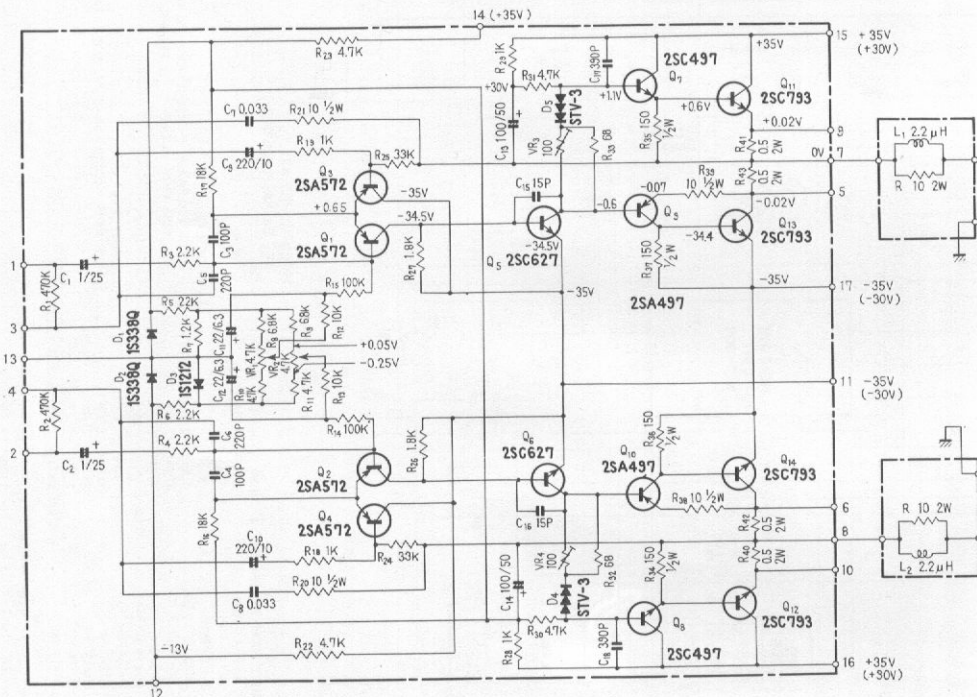 14 (+35V)
R23 4.7K
C7 0.033
R21 10 ½W
R19 1K
C9 220/10
R25 33K
R17 18K
Q3
2SA572
-35V
+0.65
-34.5V
Q1
2SA572
C3 100P
R3 2.2K
1
C1 1/25
C5 220P
R1 470K
3
R15 100K
R27 1.8K
R29 1K
R31 4.7K
+30V
C13 100/50
C17 390P
+1.1V
D5
STV-3
VR3 100
R33 68
C15 15P
-34.5V
Q5
2SC627
-35V
2SC497
Q7
+0.6V
R35 150 ½W
+35V
Q11
2SC793
+0.02V
R41 0.5 2W
R43 0.5 2W
R39 10 ½W
-0.07
-0.6
Q9
-34.4
R37 150 ½W
2SA497
-0.02V
Q13
2SC793
-35V
15 +35V
(+30V)
9
0V 7
5
17 -35V
(-30V)
11 -35V
(-30V)
L1 2.2 µH
R 10 2W
R5 22K
R7 1.2K
D1
1S338Q
13
D2
1S338Q
D3
1S1212
C11 22/6.3
C12 22/6.3
R8 6.8K
R9 6.8K
R12 10K
VR1 4.7K
VR2 4.7K
+0.05V
-0.25V
R10 4.7K
R11 4.7K
R13 10K
4
R2 470K
R6 2.2K
C6 220P
R4 2.2K
2
C2 1/25
C4 100P
R14 100K
R26 1.8K
Q2
2SA572
Q4
2SA572
R16 18K
C10
220/10
R18 1K
R24 33K
R20 10 ½W
C8 0.033
-13V
R22 4.7K
12
Q6
2SC627
C16 15P
Q10
2SA497
R36 150 ½W
R38 10 ½W
Q14
2SC793
6
R42 0.5 2W
8
R40 0.5 2W
10
C14 100/50
VR4 100
R32 68
D4
STV-3
R34 150 ½W
R30 4.7K
R28 1K
C18 390P
Q8
2SC497
Q12
2SC793
16 +35V
(+30V)
R 10 2W
L2 2.2 µH